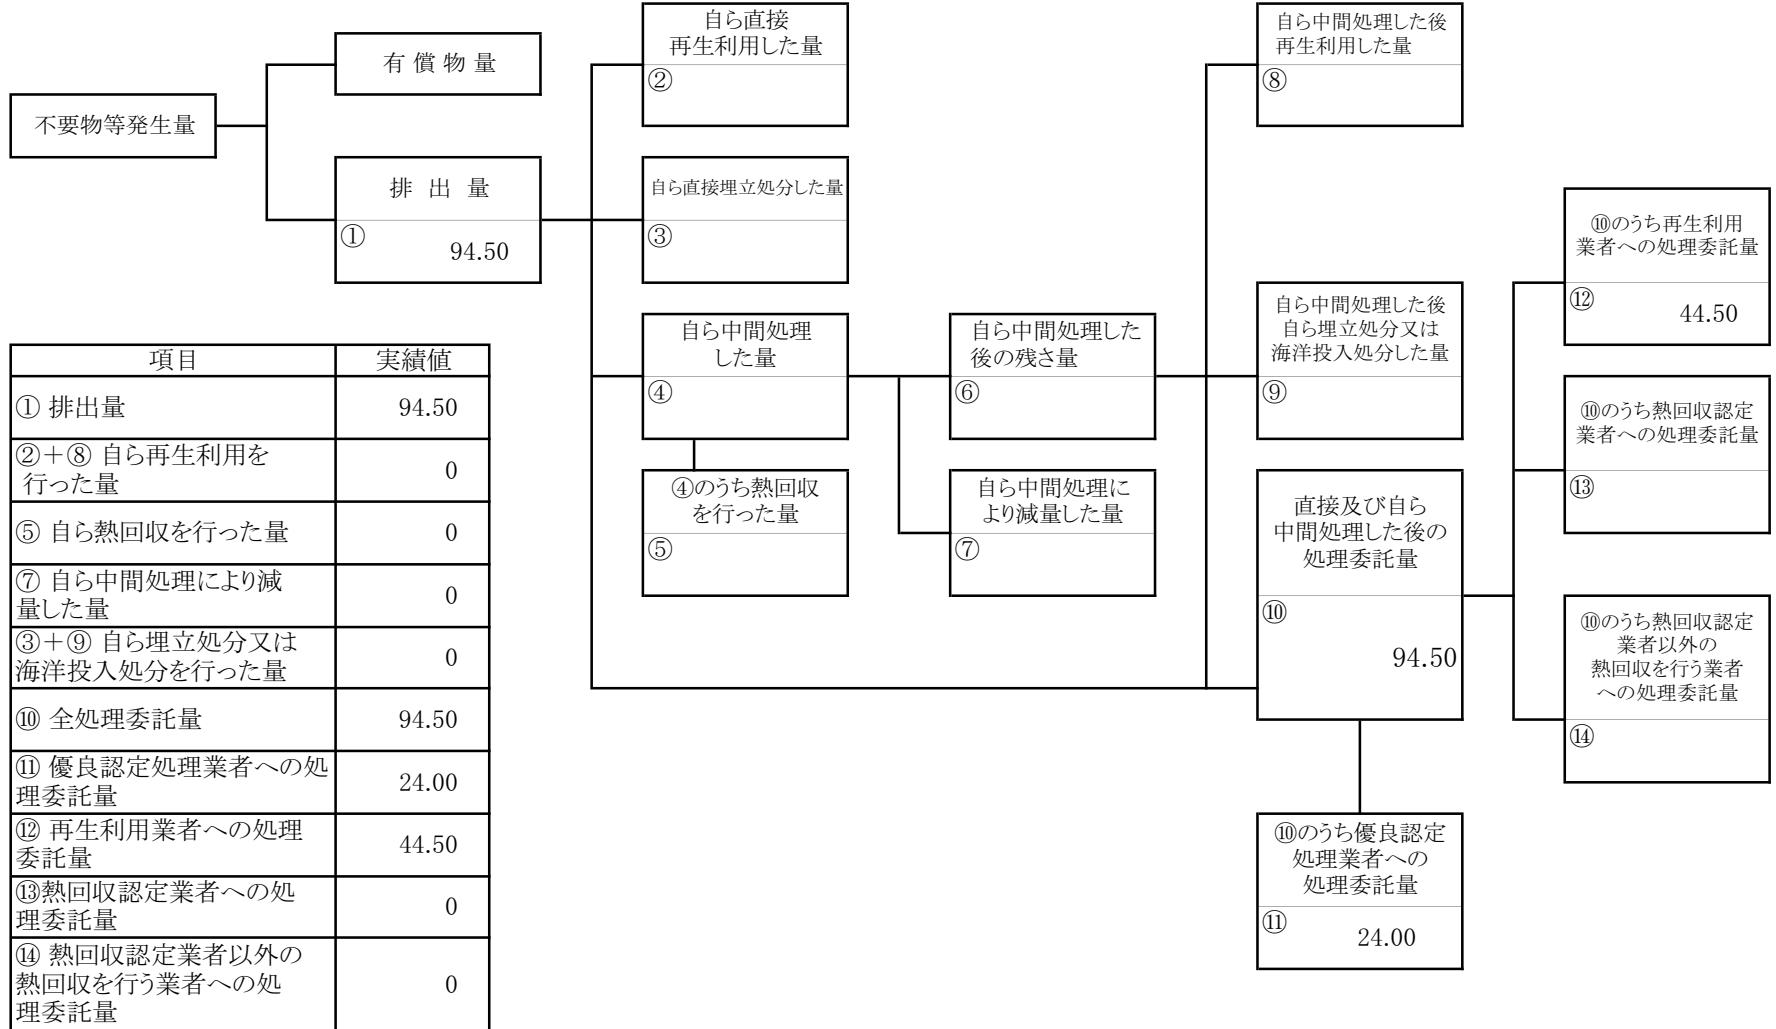 不要物等発生量
有 償 物 量
排 出 量
①
94.50
自ら直接
再生利用した量
②
自ら直接埋立処分した量
③
自ら中間処理
した量
④
④のうち熱回収
を行った量
⑤
自ら中間処理した
後の残さ量
⑥
自ら中間処理に
より減量した量
⑦
自ら中間処理した後
再生利用した量
⑧
自ら中間処理した後
自ら埋立処分又は
海洋投入処分した量
⑨
直接及び自ら
中間処理した後の
処理委託量
⑩
94.50
⑩のうち優良認定
処理業者への
処理委託量
⑪
24.00
⑩のうち再生利用
業者への処理委託量
⑫
44.50
⑩のうち熱回収認定
業者への処理委託量
⑬
⑩のうち熱回収認定
業者以外の
熱回収を行う業者
への処理委託量
⑭
項目 実績値
① 排出量 94.50
②＋⑧ 自ら再生利用を
行った量 0
⑤ 自ら熱回収を行った量 0
⑦ 自ら中間処理により減
量した量 0
③＋⑨ 自ら埋立処分又は
海洋投入処分を行った量 0
⑩ 全処理委託量 94.50
⑪ 優良認定処理業者への処
理委託量 24.00
⑫ 再生利用業者への処理
委託量 44.50
⑬熱回収認定業者への処
理委託量 0
⑭ 熱回収認定業者以外の
熱回収を行う業者への処
理委託量 0